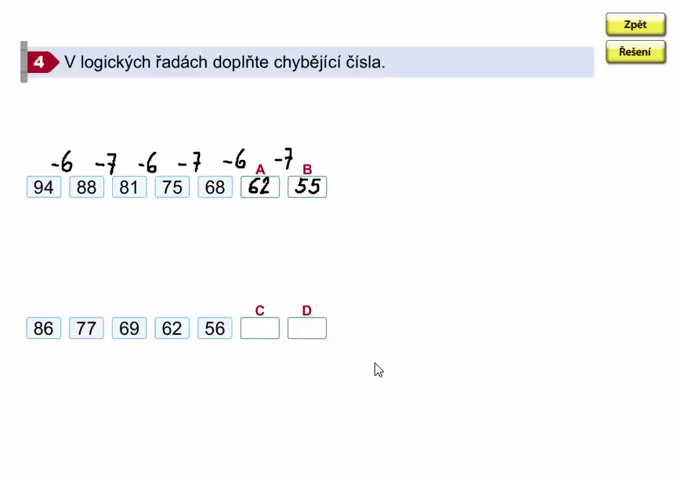 Zpět
Řešení
4 V logických řadách doplňte chybějící čísla.
-6 -7 -6 -7 -6 -7
A B
94 88 81 75 68 62 55
C D
86 77 69 62 56